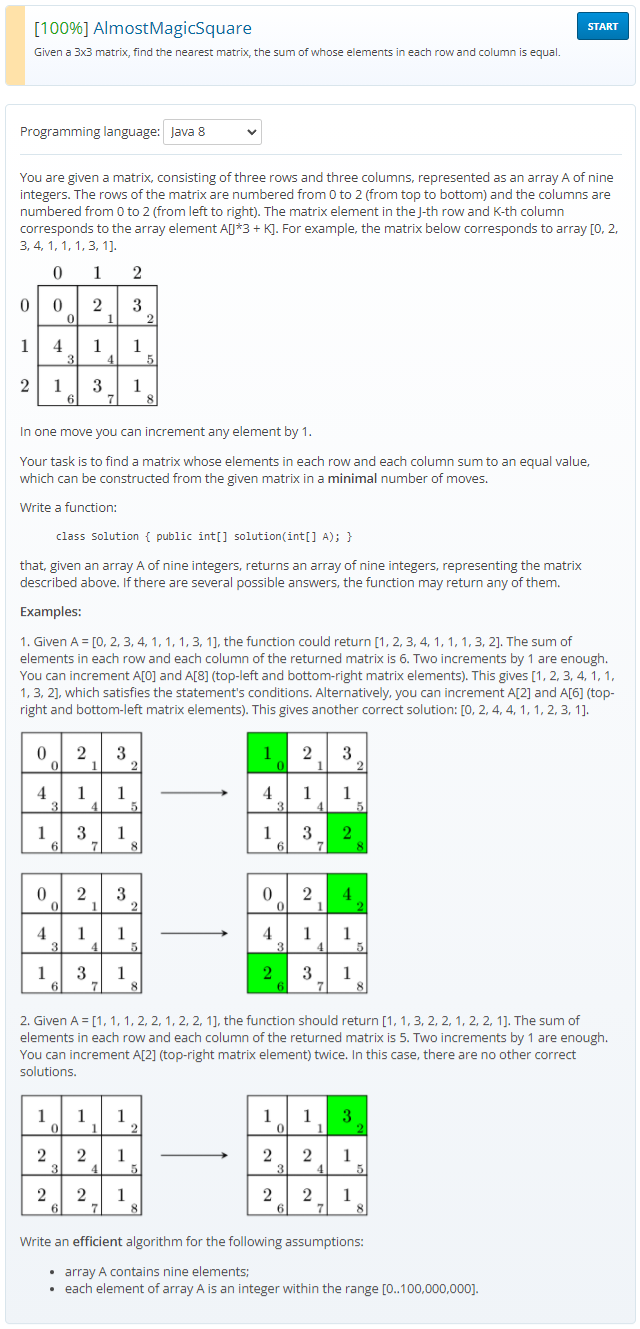 [100%] AlmostMagicSquare
START
Given a 3x3 matrix, find the nearest matrix, the sum of whose elements in each row and column is equal.
Programming language: Java 8
You are given a matrix, consisting of three rows and three columns, represented as an array A of nine
integers. The rows of the matrix are numbered from 0 to 2 (from top to bottom) and the columns are
numbered from 0 to 2 (from left to right). The matrix element in the J-th row and K-th column
corresponds to the array element A[J*3 + K]. For example, the matrix below corresponds to array [0, 2,
3, 4, 1, 1, 1, 3, 1].
0 1 2
0 0 0 2 1 3 2
1 4 3 1 4 1 5
2 1 6 3 7 1 8
In one move you can increment any element by 1.
Your task is to find a matrix whose elements in each row and each column sum to an equal value,
which can be constructed from the given matrix in a minimal number of moves.
Write a function:
class Solution { public int[] solution(int[] A); }
that, given an array A of nine integers, returns an array of nine integers, representing the matrix
described above. If there are several possible answers, the function may return any of them.
Examples:
1. Given A = [0, 2, 3, 4, 1, 1, 1, 3, 1], the function could return [1, 2, 3, 4, 1, 1, 1, 3, 2]. The sum of
elements in each row and each column of the returned matrix is 6. Two increments by 1 are enough.
You can increment A[0] and A[8] (top-left and bottom-right matrix elements). This gives [1, 2, 3, 4, 1, 1,
1, 3, 2], which satisfies the statement's conditions. Alternatively, you can increment A[2] and A[6] (top-
right and bottom-left matrix elements). This gives another correct solution: [0, 2, 4, 4, 1, 1, 2, 3, 1].
0 0 2 1 3 2 1 0 2 1 3 2
4 3 1 4 1 5 4 3 1 4 1 5
1 6 3 7 1 8 1 6 3 7 2 8
0 0 2 1 3 2 0 0 2 1 4 2
4 3 1 4 1 5 4 3 1 4 1 5
1 6 3 7 1 8 2 6 3 7 1 8
2. Given A = [1, 1, 1, 2, 2, 1, 2, 2, 1], the function should return [1, 1, 3, 2, 2, 1, 2, 2, 1]. The sum of
elements in each row and each column of the returned matrix is 5. Two increments by 1 are enough.
You can increment A[2] (top-right matrix element) twice. In this case, there are no other correct
solutions.
1 0 1 1 1 2 1 0 1 1 3 2
2 3 2 4 1 5 2 3 2 4 1 5
2 6 2 7 1 8 2 6 2 7 1 8
Write an efficient algorithm for the following assumptions:
• array A contains nine elements;
• each element of array A is an integer within the range [0..100,000,000].